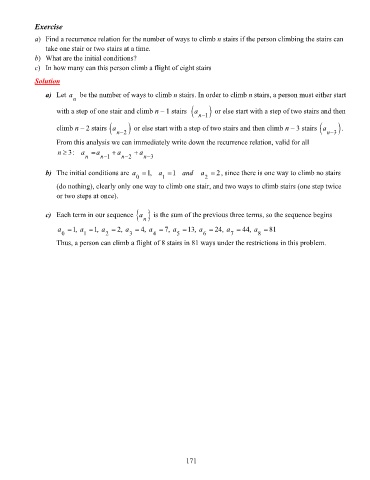 Exercise
a) Find a recurrence relation for the number of ways to climb n stairs if the person climbing the stairs can
take one stair or two stairs at a time.
b) What are the initial conditions?
c) In how many can this person climb a flight of eight stairs
Solution
a) Let a_n be the number of ways to climb n stairs. In order to climb n stairs, a person must either start
with a step of one stair and climb n − 1 stairs (a_{n−1}) or else start with a step of two stairs and then
climb n − 2 stairs (a_{n−2}) or else start with a step of two stairs and then climb n − 3 stairs (a_{n−3}).
From this analysis we can immediately write down the recurrence relation, valid for all
n ≥ 3: a_n = a_{n−1} + a_{n−2} + a_{n−3}
b) The initial conditions are a_0 = 1, a_1 = 1 and a_2 = 2, since there is one way to climb no stairs
(do nothing), clearly only one way to climb one stair, and two ways to climb stairs (one step twice
or two steps at once).
c) Each term in our sequence {a_n} is the sum of the previous three terms, so the sequence begins
a_0 = 1, a_1 = 1, a_2 = 2, a_3 = 4, a_4 = 7, a_5 = 13, a_6 = 24, a_7 = 44, a_8 = 81
Thus, a person can climb a flight of 8 stairs in 81 ways under the restrictions in this problem.
171